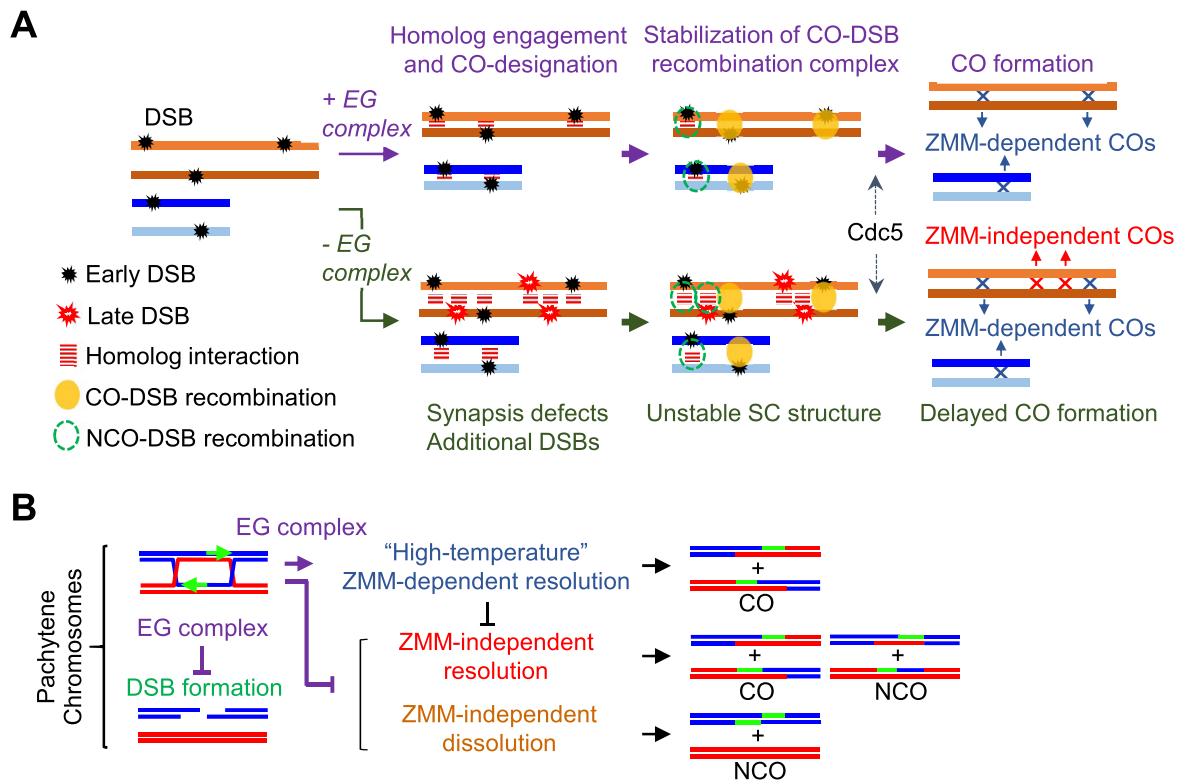 A
DSB
+ EG
complex
Homolog engagement
and CO-designation
Stabilization of CO-DSB
recombination complex
CO formation
ZMM-dependent COs
Cdc5
- EG
complex
ZMM-independent COs
ZMM-dependent COs
Early DSB
Late DSB
Homolog interaction
CO-DSB recombination
NCO-DSB recombination
Synapsis defects
Additional DSBs
Unstable SC structure
Delayed CO formation
B
Pachytene
Chromosomes
EG complex
EG complex
DSB formation
“High-temperature”
ZMM-dependent resolution
ZMM-independent
resolution
ZMM-independent
dissolution
+
CO
+
CO
+
NCO
+
NCO